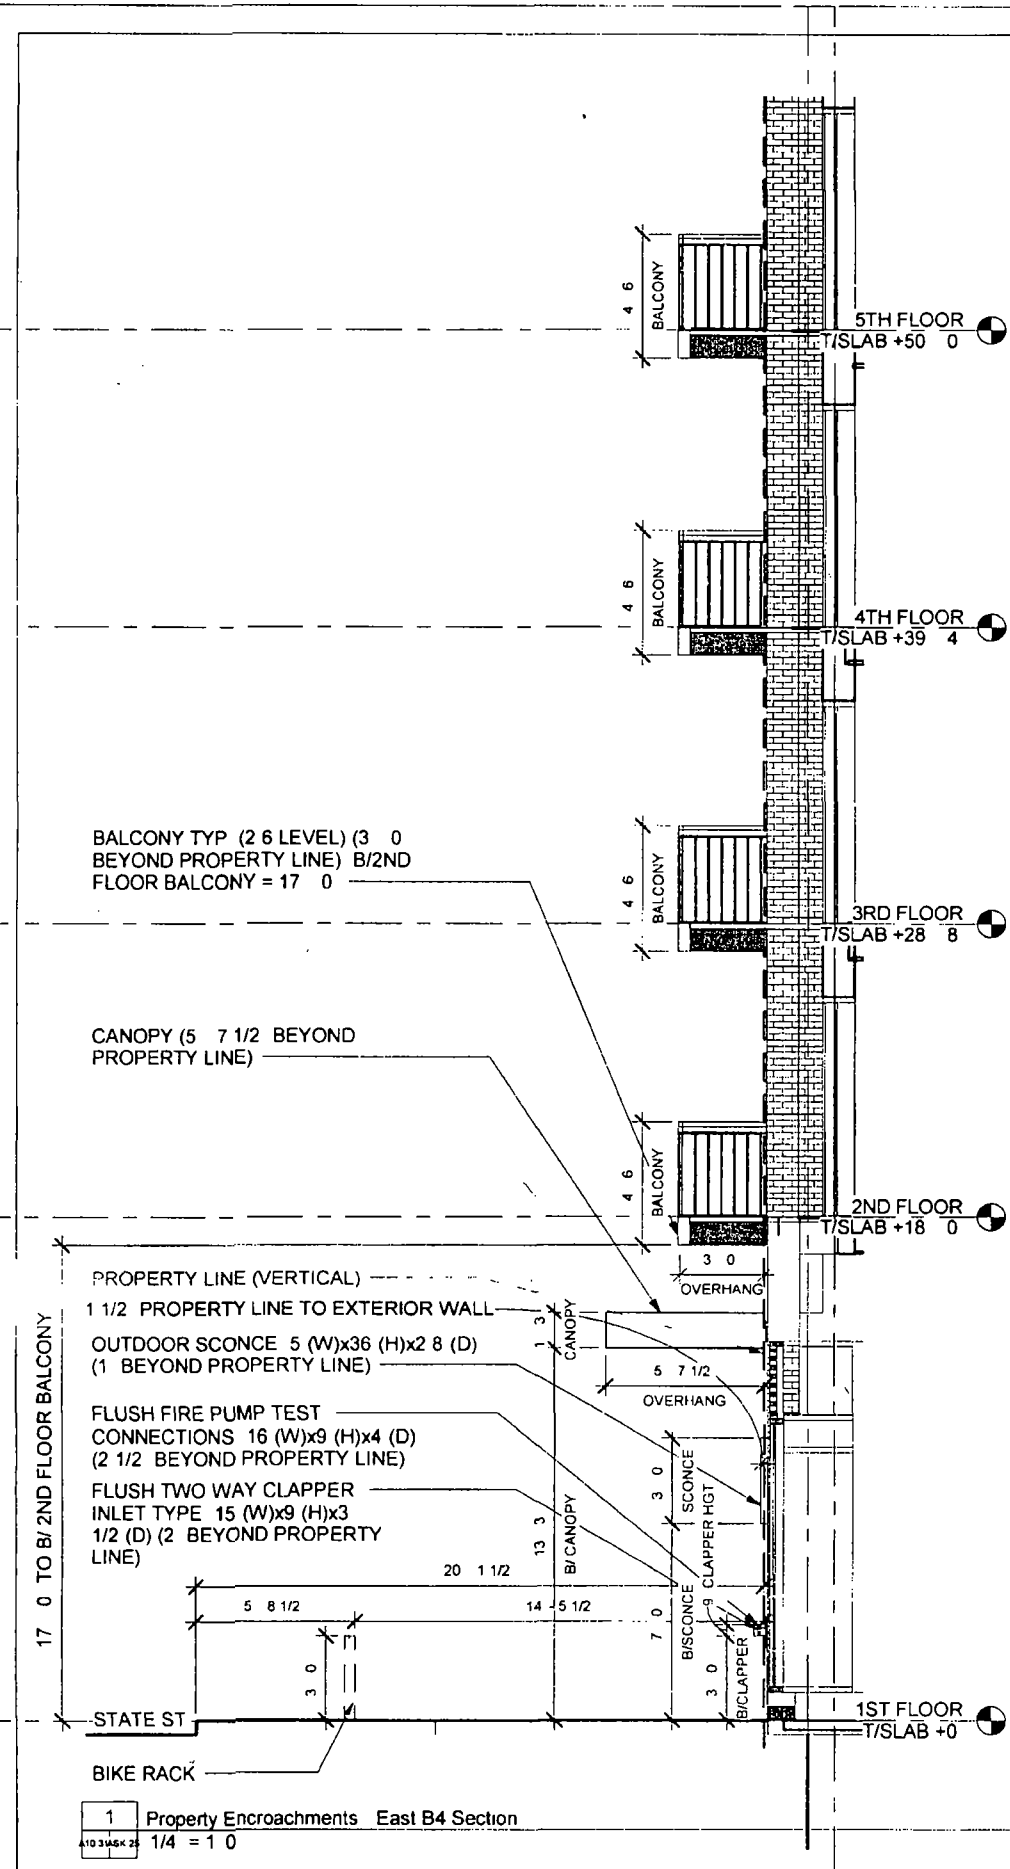 4 6
BALCONY
5TH FLOOR
T/SLAB +50 0
4 6
BALCONY
4TH FLOOR
T/SLAB +39 4
BALCONY TYP (2 6 LEVEL) (3 0
BEYOND PROPERTY LINE) B/2ND
FLOOR BALCONY = 17 0
4 6
BALCONY
3RD FLOOR
T/SLAB +28 8
CANOPY (5 7 1/2 BEYOND
PROPERTY LINE)
4 6
BALCONY
2ND FLOOR
T/SLAB +18 0
3 0
OVERHANG
PROPERTY LINE (VERTICAL)
1 1/2 PROPERTY LINE TO EXTERIOR WALL
1 3
CANOPY
OUTDOOR SCONCE 5 (W)x36 (H)x2 8 (D)
(1 BEYOND PROPERTY LINE)
5 7 1/2
OVERHANG
FLUSH FIRE PUMP TEST
CONNECTIONS 16 (W)x9 (H)x4 (D)
(2 1/2 BEYOND PROPERTY LINE)
FLUSH TWO WAY CLAPPER
INLET TYPE 15 (W)x9 (H)x3
1/2 (D) (2 BEYOND PROPERTY
LINE)
17 0 TO B/ 2ND FLOOR BALCONY
13 3
B/ CANOPY
3 0
SCONCE
9 CLAPPER HGT
20 1 1/2
5 8 1/2
14 5 1/2
7 0
B/SCONCE
3 0
B/CLAPPER
3 0
STATE ST
1ST FLOOR
T/SLAB +0
BIKE RACK
1 Property Encroachments East B4 Section
1/4 = 1 0